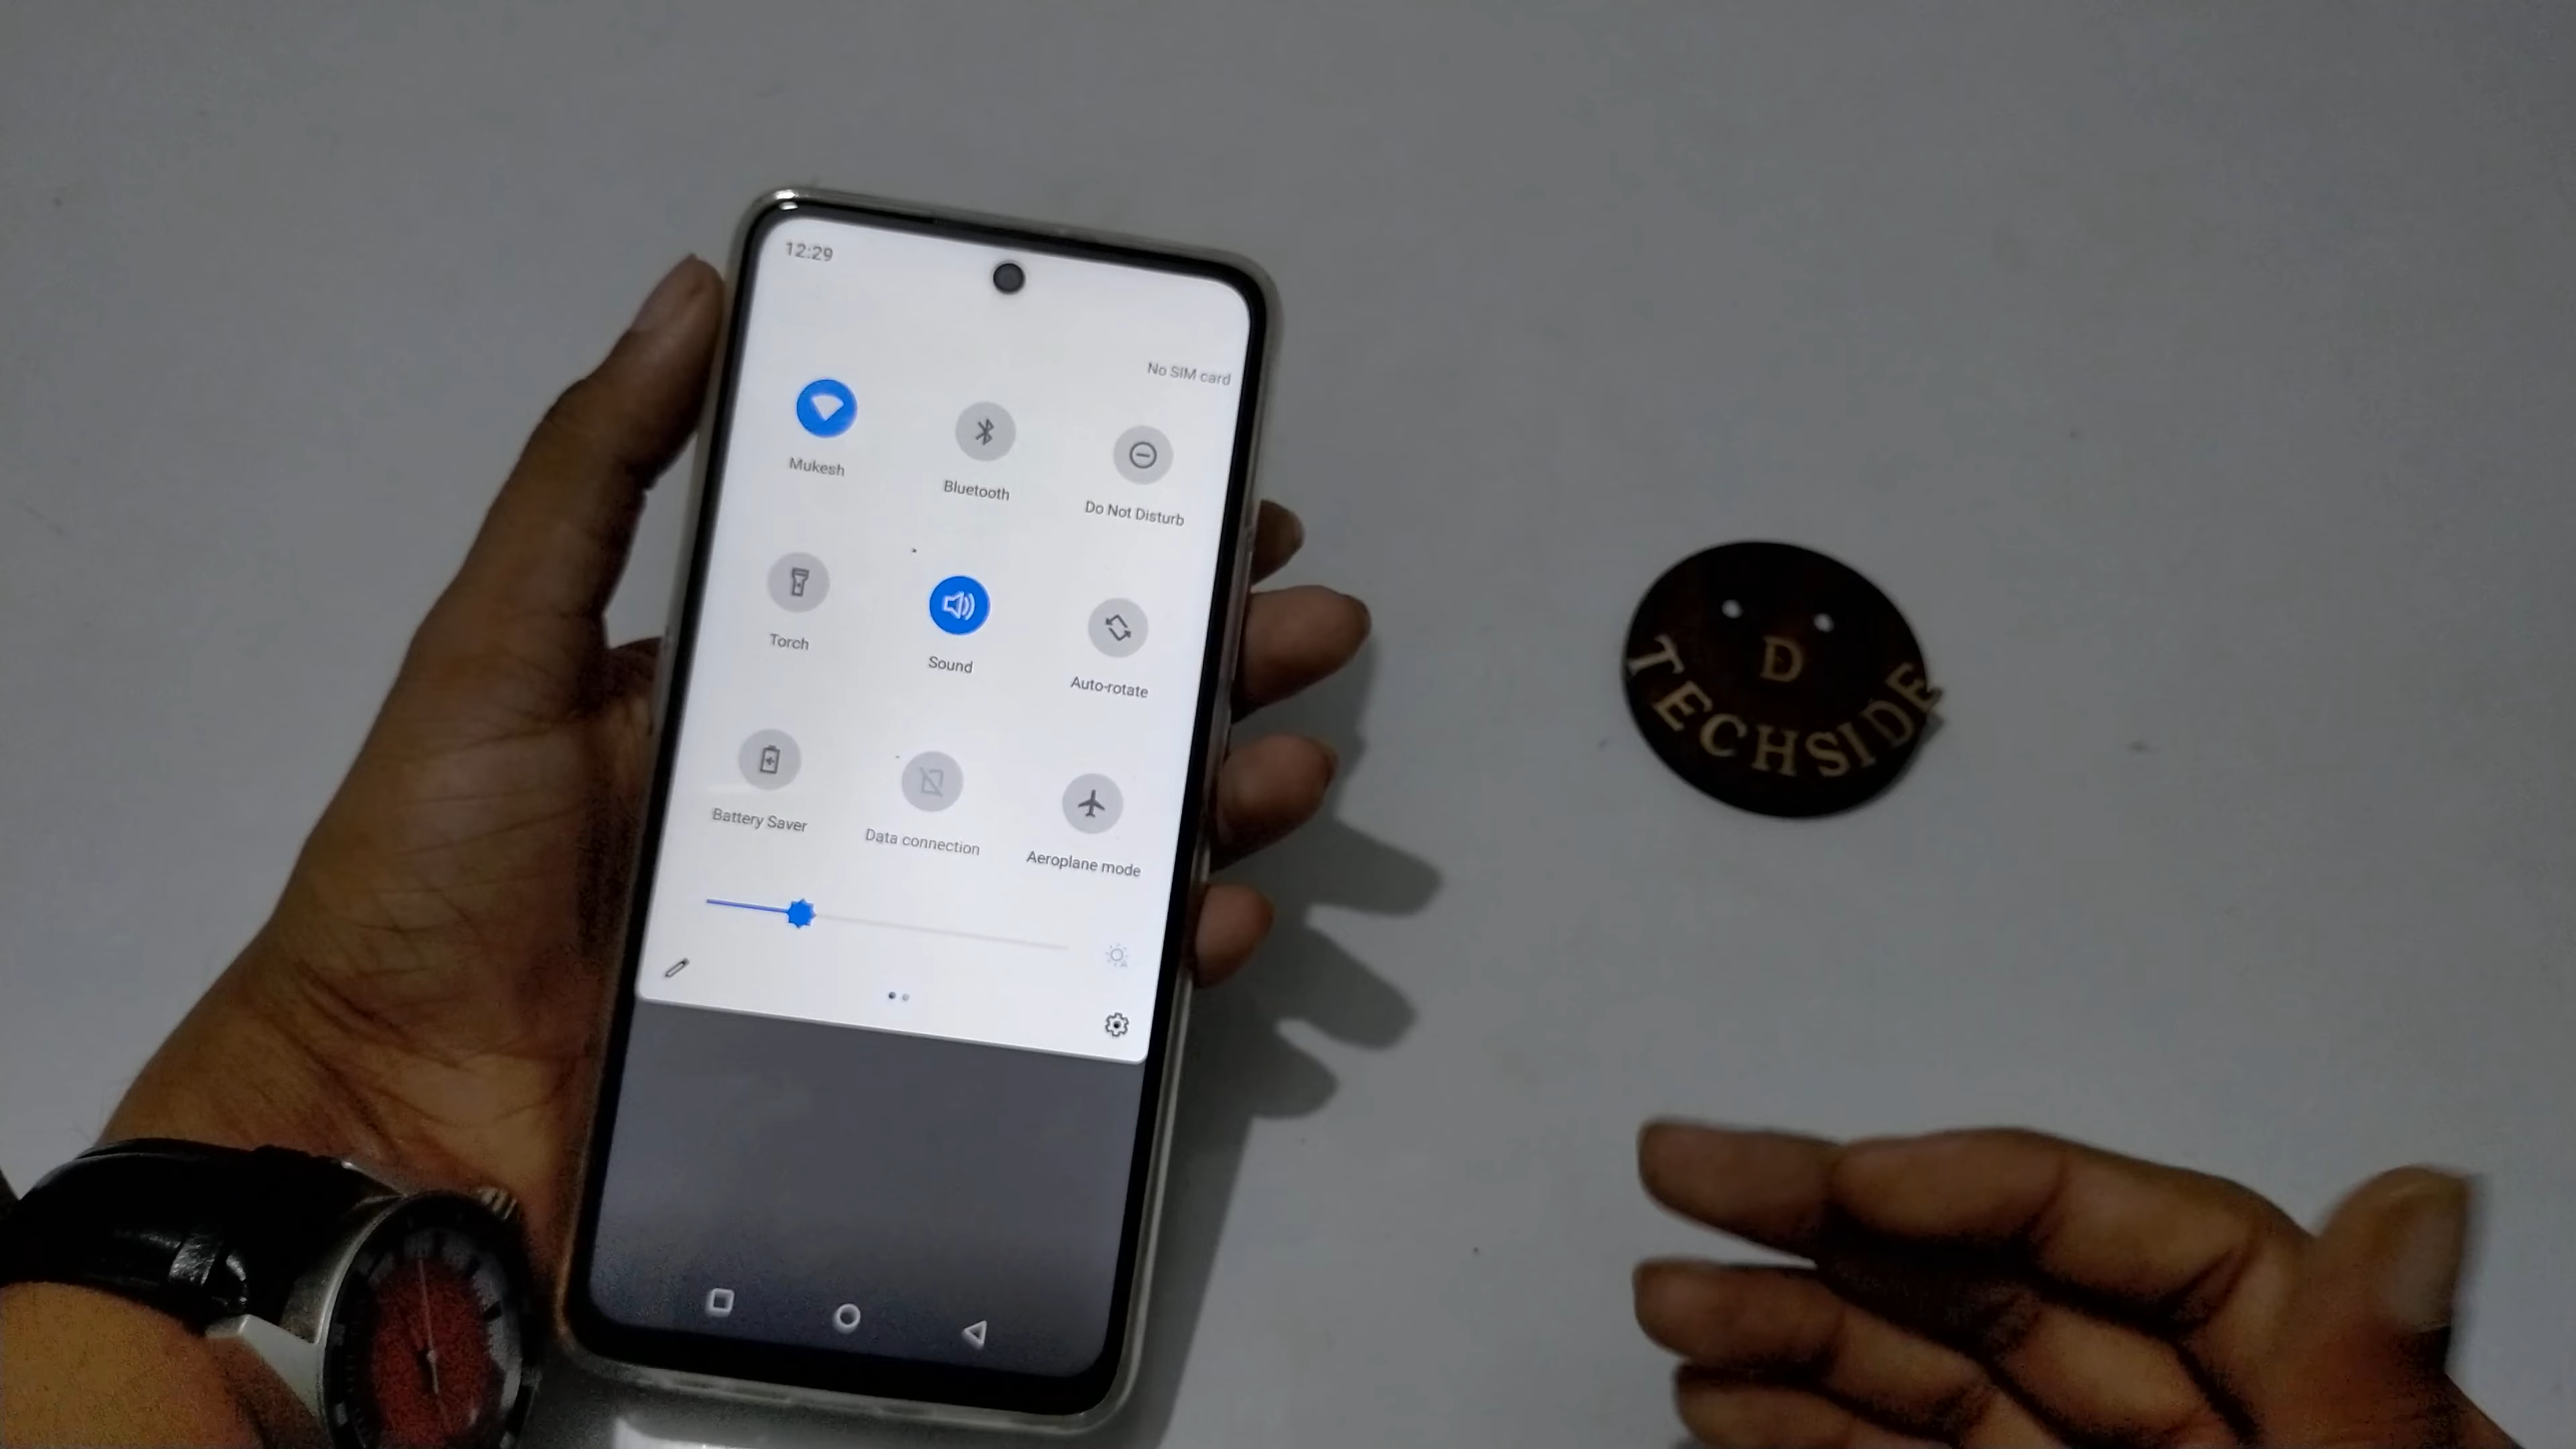 12:29
No SIM card
Mukesh
Bluetooth
Do Not Disturb
Torch
Sound
Auto-rotate
Battery Saver
Data connection
Aeroplane mode
D
TECHSIDE